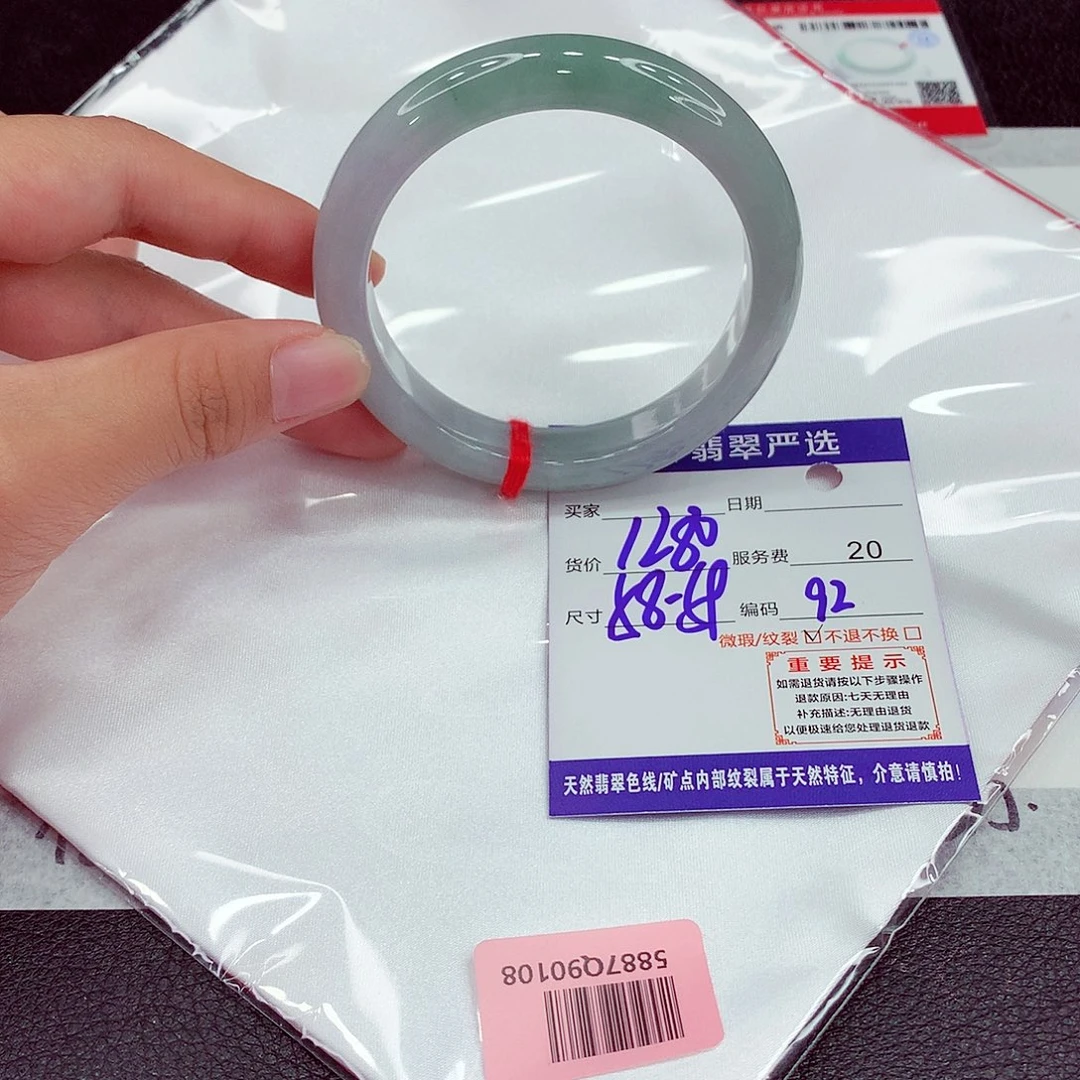 翡翠严选
买家 日期
货价 1280 服务费 20
尺寸 编码 92
微瑕/纹裂 ☑ 不退不换 ☐
重要提示
如需退货请按以下步骤操作
退款原因:七天无理由
补充描述:无理由退货
以便极速给您处理退货退款
天然翡翠色线/矿点内部纹裂属于天然特征，介意请慎拍!
5887Q90108